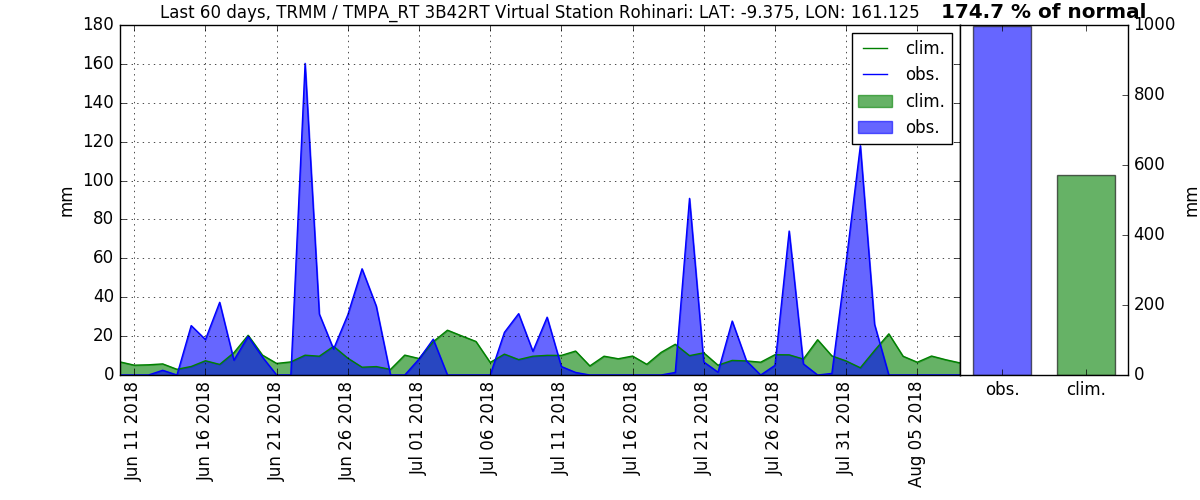 Last 60 days, TRMM / TMPA_RT 3B42RT Virtual Station Rohinari: LAT: -9.375, LON: 161.125
174.7 % of normal
180
160
140
120
100
80
60
40
20
0
mm
clim.
obs.
clim.
obs.
1000
800
600
400
200
0
mm
Jun 11 2018
Jun 16 2018
Jun 21 2018
Jun 26 2018
Jul 01 2018
Jul 06 2018
Jul 11 2018
Jul 16 2018
Jul 21 2018
Jul 26 2018
Jul 31 2018
Aug 05 2018
obs.
clim.